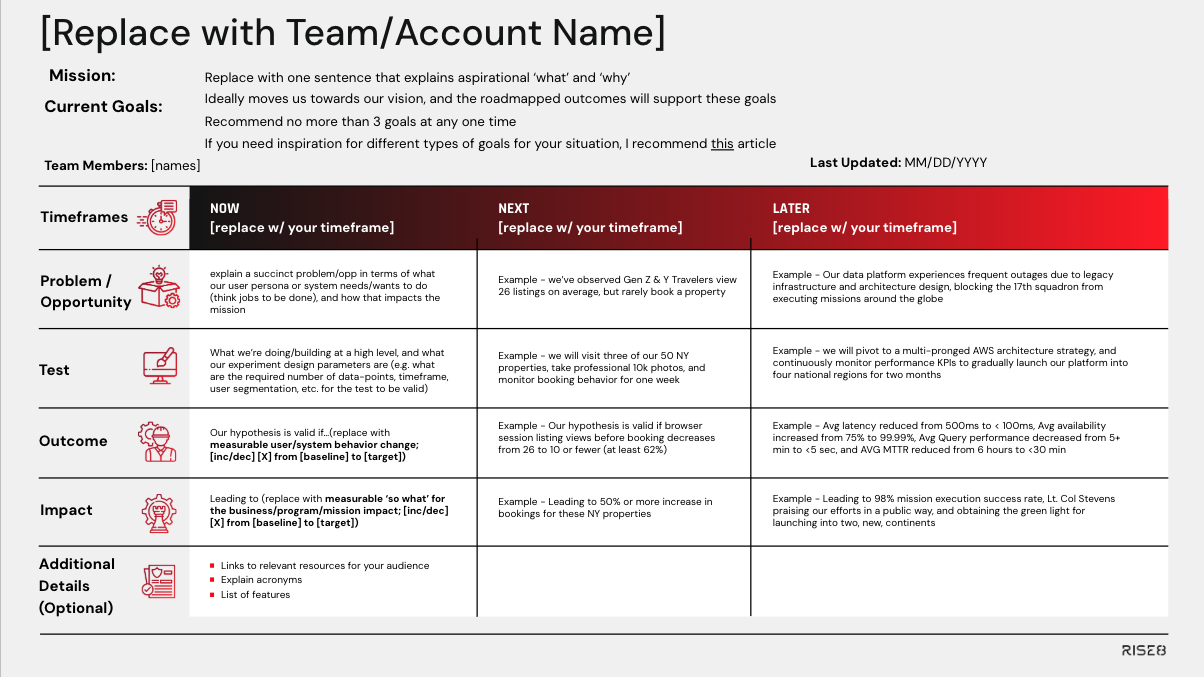 [Replace with Team/Account Name]
Mission:
Replace with one sentence that explains aspirational ‘what’ and ‘why’
Current Goals:
Ideally moves us towards our vision, and the roadmapped outcomes will support these goals
Recommend no more than 3 goals at any one time
If you need inspiration for different types of goals for your situation, I recommend this article
Team Members: [names]
Last Updated: MM/DD/YYYY
Timeframes
NOW
[replace w/ your timeframe]
NEXT
[replace w/ your timeframe]
LATER
[replace w/ your timeframe]
Problem /
Opportunity
explain a succinct problem/opp in terms of what
our user persona or system needs/wants to do
(think jobs to be done), and how that impacts the
mission
Example - we’ve observed Gen Z & Y Travelers view
26 listings on average, but rarely book a property
Example - Our data platform experiences frequent outages due to legacy
infrastructure and architecture design, blocking the 17th squadron from
executing missions around the globe
Test
What we’re doing/building at a high level, and what
our experiment design parameters are (e.g. what
are the required number of data-points, timeframe,
user segmentation, etc. for the test to be valid)
Example - we will visit three of our 50 NY
properties, take professional 10k photos, and
monitor booking behavior for one week
Example - we will pivot to a multi-pronged AWS architecture strategy, and
continuously monitor performance KPIs to gradually launch our platform into
four national regions for two months
Outcome
Our hypothesis is valid if...(replace with
measurable user/system behavior change;
[inc/dec] [X] from [baseline] to [target])
Example - Our hypothesis is valid if browser
session listing views before booking decreases
from 26 to 10 or fewer (at least 62%)
Example - Avg latency reduced from 500ms to < 100ms, Avg availability
increased from 75% to 99.99%, Avg Query performance decreased from 5+
min to <5 sec, and AVG MTTR reduced from 6 hours to <30 min
Impact
Leading to (replace with measurable ‘so what’ for
the business/program/mission impact; [inc/dec]
[X] from [baseline] to [target])
Example - Leading to 50% or more increase in
bookings for these NY properties
Example - Leading to 98% mission execution success rate, Lt. Col Stevens
praising our efforts in a public way, and obtaining the green light for
launching into two, new, continents
Additional
Details
(Optional)
Links to relevant resources for your audience
Explain acronyms
List of features
RISE8